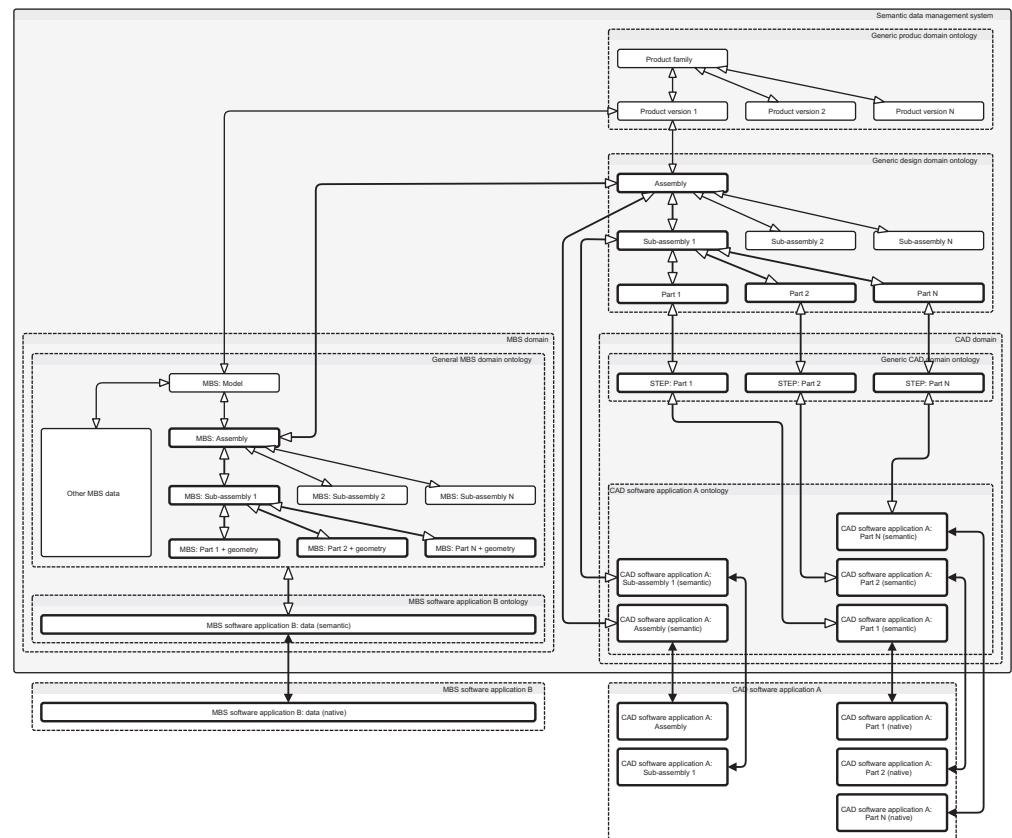 Semantic data management system
Generic produc domain ontology
Product family
Product version 1
Product version 2
Product version N
Generic design domain ontology
Assembly
Sub-assembly 1
Sub-assembly 2
Sub-assembly N
Part 1
Part 2
Part N
MBS domain
General MBS domain ontology
MBS: Model
MBS: Assembly
Other MBS data
MBS: Sub-assembly 1
MBS: Sub-assembly 2
MBS: Sub-assembly N
MBS: Part 1 + geometry
MBS: Part 2 + geometry
MBS: Part N + geometry
MBS software application B ontology
MBS software application B: data (semantic)
CAD domain
Generic CAD domain ontology
STEP: Part 1
STEP: Part 2
STEP: Part N
CAD software application A ontology
CAD software application A:
Part N (semantic)
CAD software application A:
Sub-assembly 1 (semantic)
CAD software application A:
Part 2 (semantic)
CAD software application A:
Assembly (semantic)
CAD software application A:
Part 1 (semantic)
MBS software application B
MBS software application B: data (native)
CAD software application A
CAD software application A:
Assembly
CAD software application A:
Part 1 (native)
CAD software application A:
Sub-assembly 1
CAD software application A:
Part 2 (native)
CAD software application A:
Part N (native)